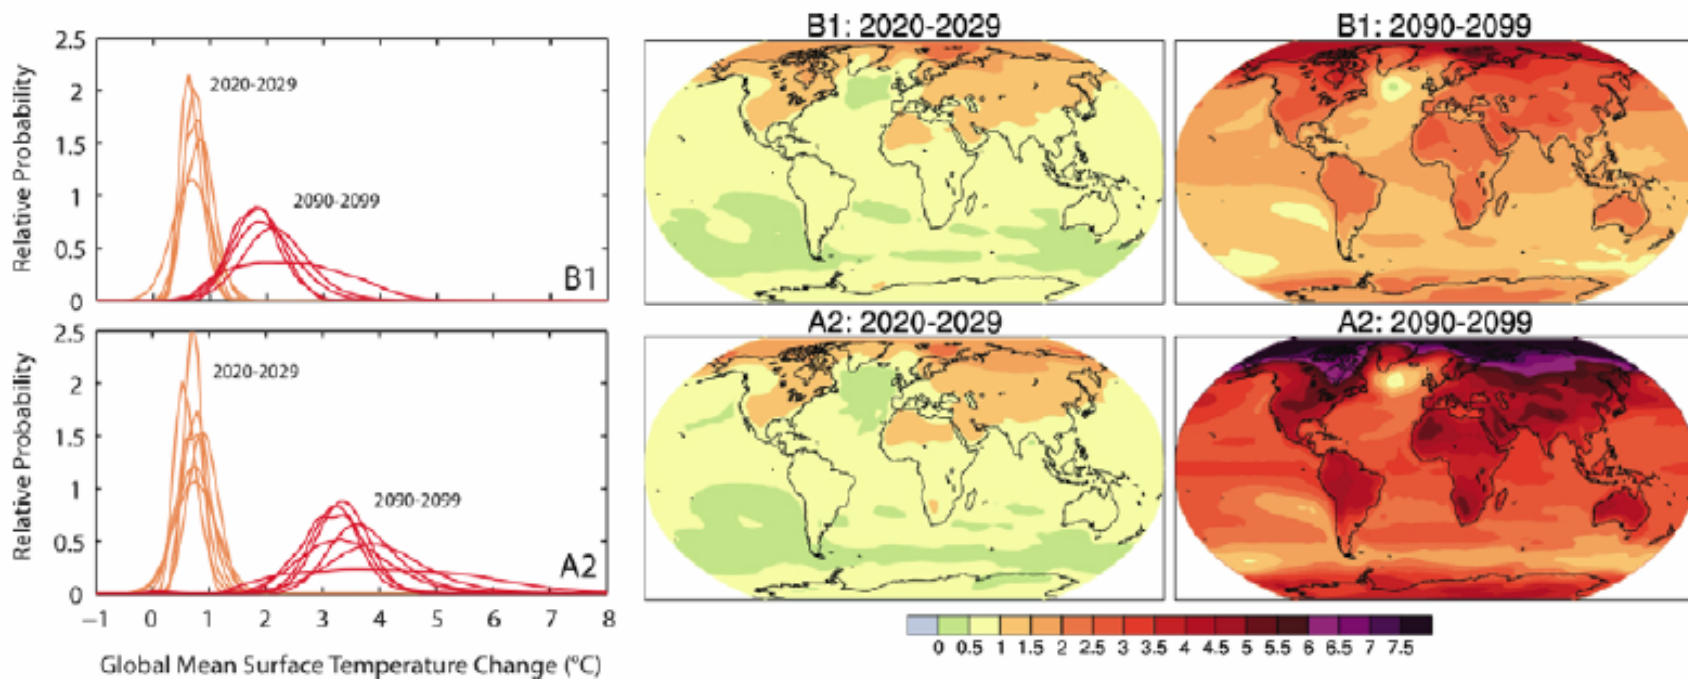 B1: 2020-2029
B1: 2090-2099
2.5
2
1.5
1
0.5
0
Relative Probability
2020-2029
2090-2099
B1
A2: 2020-2029
A2: 2090-2099
2.5
2
1.5
1
0.5
0
Relative Probability
2020-2029
2090-2099
A2
−1 0 1 2 3 4 5 6 7 8
Global Mean Surface Temperature Change (°C)
0 0.5 1 1.5 2 2.5 3 3.5 4 4.5 5 5.5 6 6.5 7 7.5